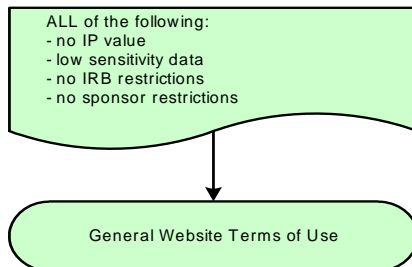 ALL of the following:
- no IP value
- low sensitivity data
- no IRB restrictions
- no sponsor restrictions
General Website Terms of Use